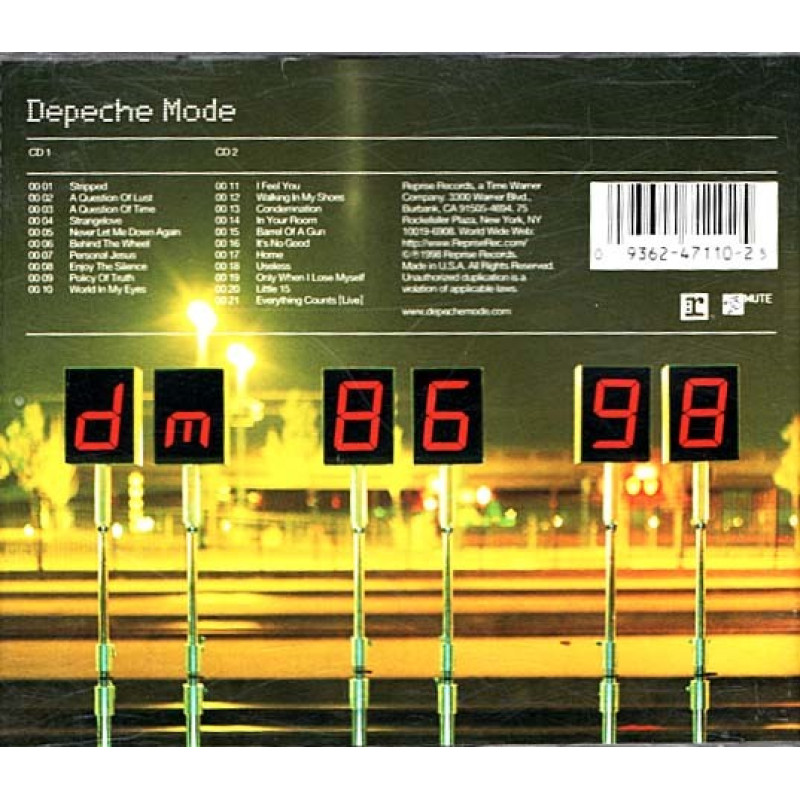 Depeche Mode
CD 1
00 01 Stripped
00 02 A Question Of Lust
00 03 A Question Of Time
00 04 Strangelove
00 05 Never Let Me Down Again
00 06 Behind The Wheel
00 07 Personal Jesus
00 08 Enjoy The Silence
00 09 Policy Of Truth
00 10 World In My Eyes
CD 2
00 11 I Feel You
00 12 Walking In My Shoes
00 13 Condemnation
00 14 In Your Room
00 15 Barrel Of A Gun
00 16 It's No Good
00 17 Home
00 18 Useless
00 19 Only When I Lose Myself
00 20 Little 15
00 21 Everything Counts [Live]
Reprise Records, a Time Warner
Company. 3300 Warner Blvd.,
Burbank, CA 91505-4694. 75
Rockefeller Plaza, New York, NY
10019-6908. World Wide Web:
http://www.RepriseRec.com/
©℗1998 Reprise Records.
Made in U.S.A. All Rights Reserved.
Unauthorized duplication is a
violation of applicable laws.
www.depechemode.com
0 9362-47110-2 5
r
MUTE
dm 86 98